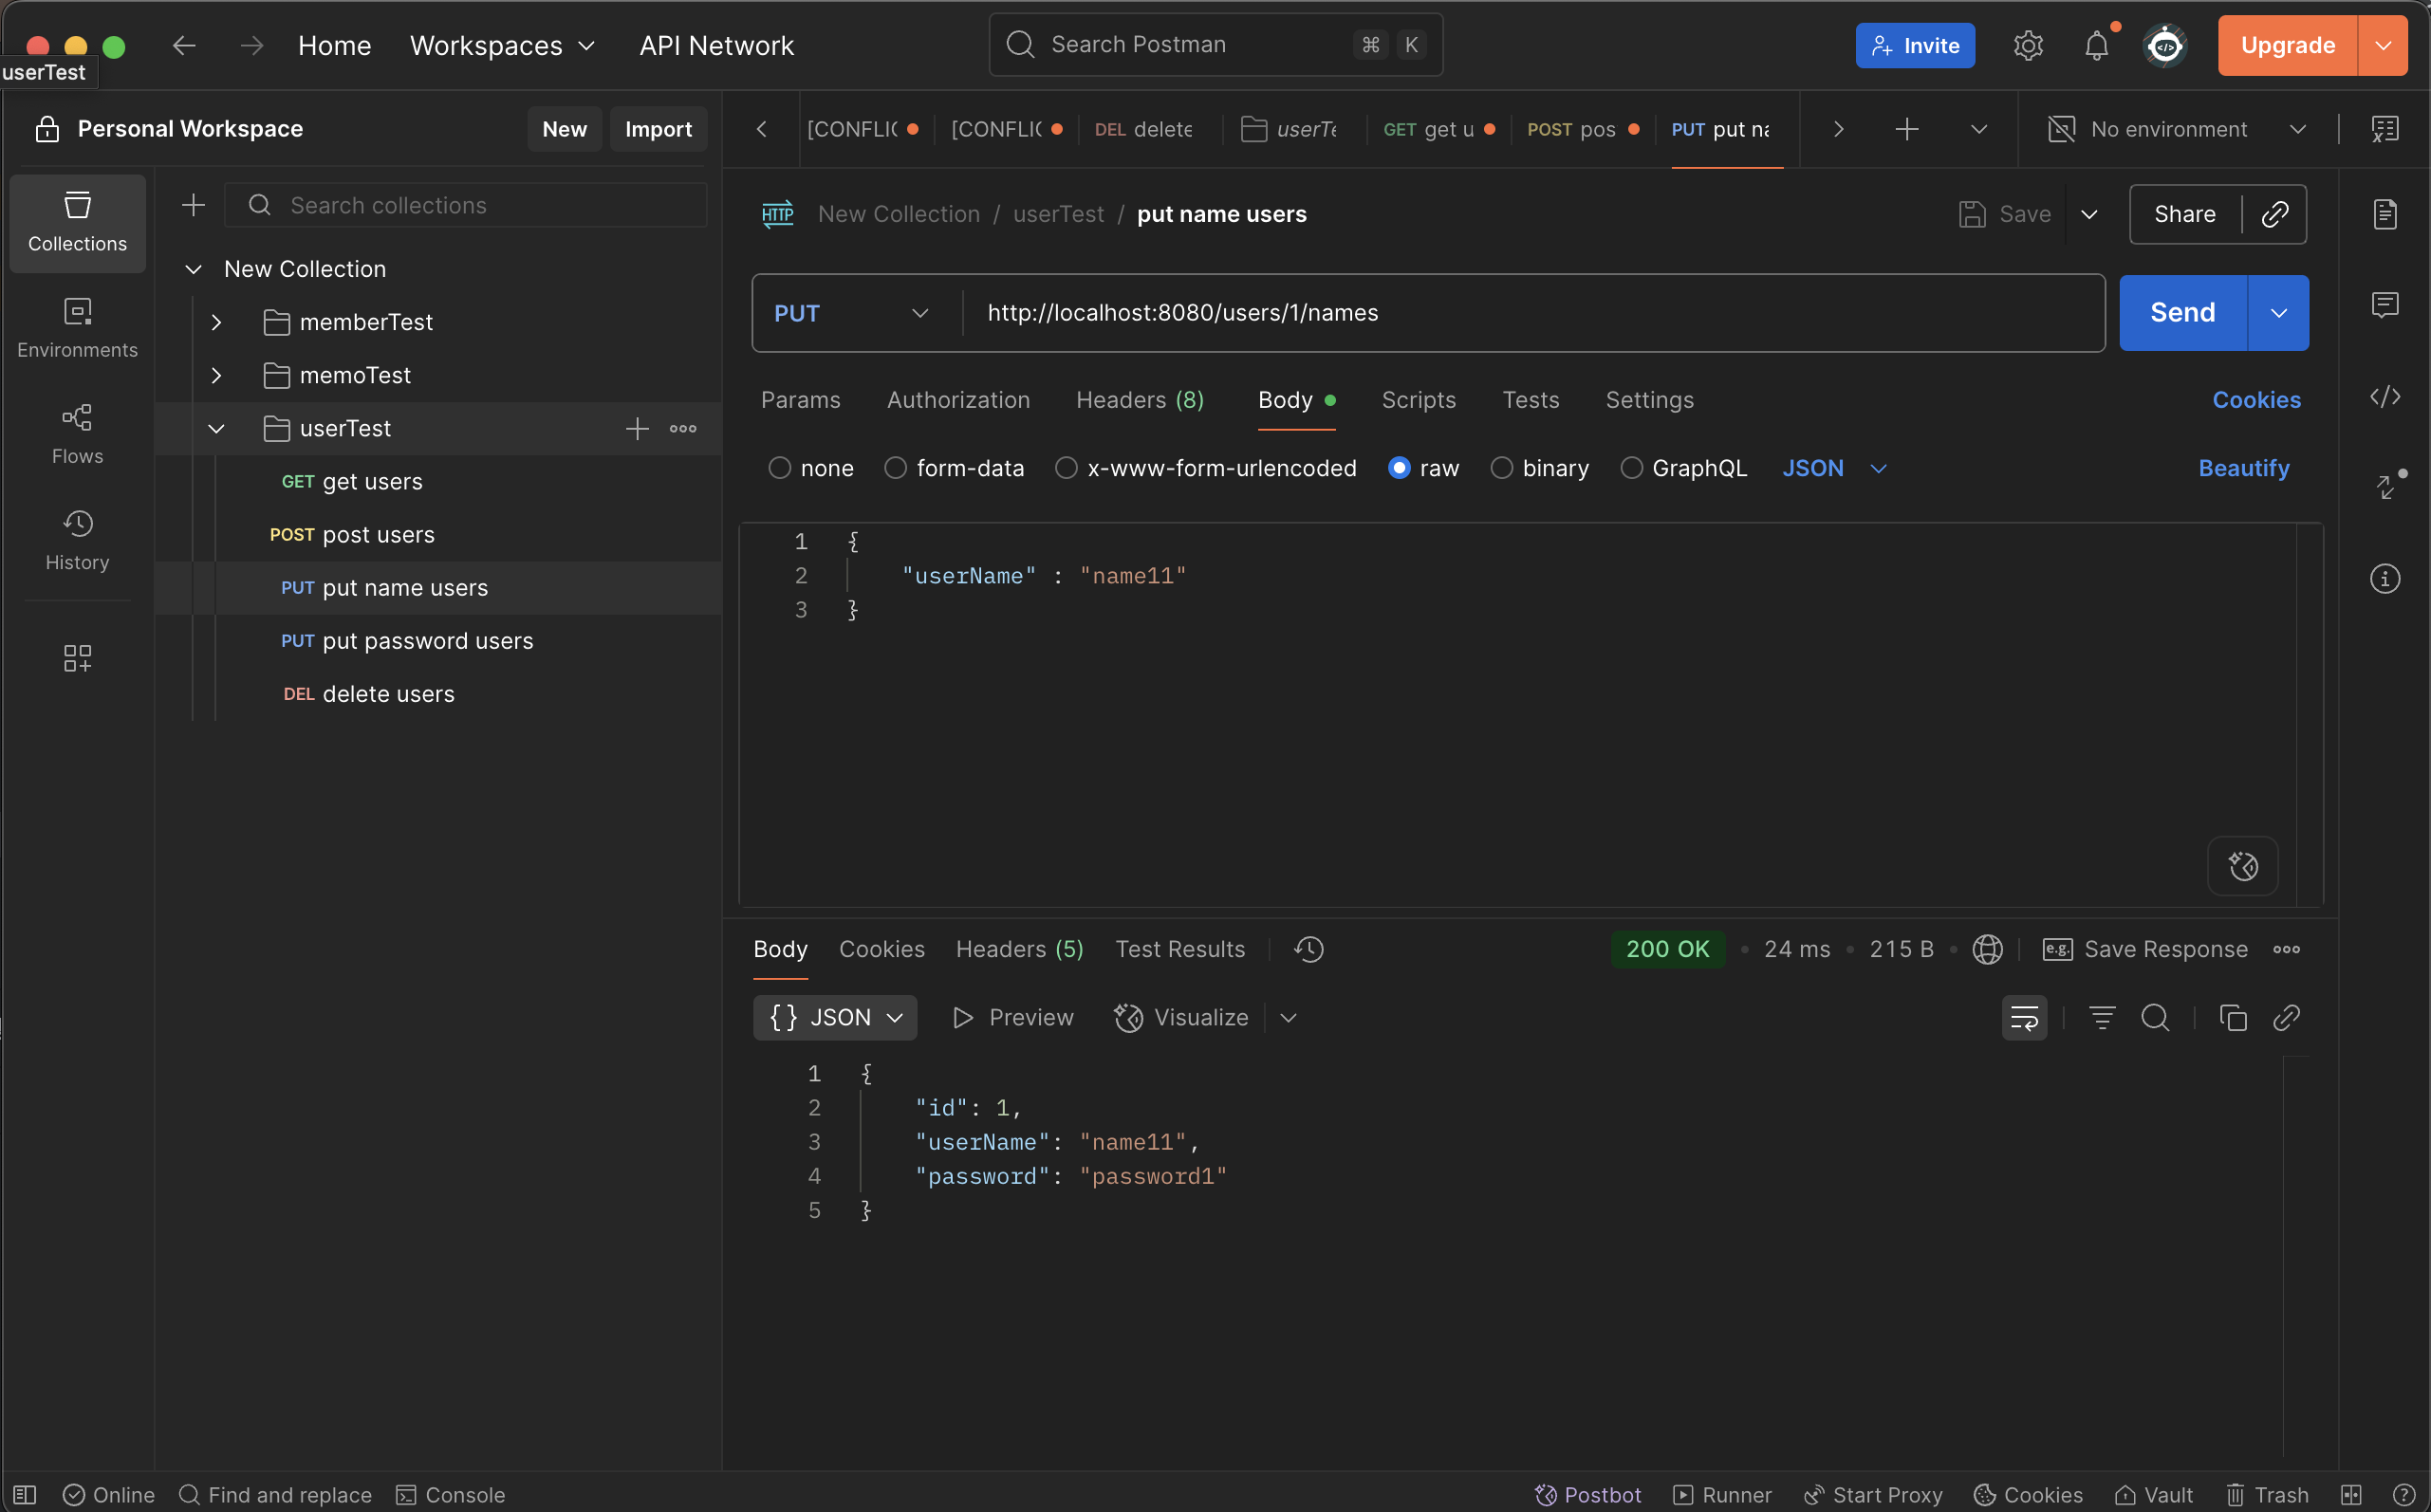 Home Workspaces API Network Search Postman ⌘ K Invite Upgrade
userTest
Personal Workspace New Import
[CONFLI DEL delete userTe GET get u POST pos PUT put na No environment
[CONFLI
Collections
Environments
Flows
History
Search collections
New Collection
memberTest
memoTest
userTest
GET get users
POST post users
PUT put name users
PUT put password users
DEL delete users
HTTP New Collection / userTest / put name users Save Share
PUT http://localhost:8080/users/1/names Send
Params Authorization Headers (8) Body Scripts Tests Settings Cookies
none form-data x-www-form-urlencoded raw binary GraphQL JSON Beautify
1 {
2 "userName" : "name11"
3 }
Body Cookies Headers (5) Test Results 200 OK • 24 ms • 215 B • e.g. Save Response
{} JSON Preview Visualize
1 {
2 "id": 1,
3 "userName": "name11",
4 "password": "password1"
5 }
Online Find and replace Console Postbot Runner Start Proxy Cookies Vault Trash